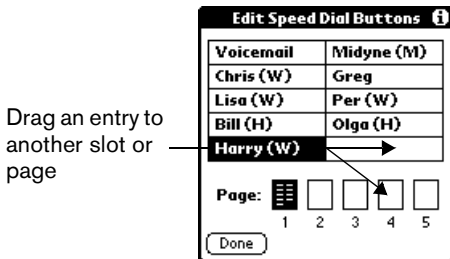 Edit Speed Dial Buttons i
Voicemail Midyne (M)
Chris (W) Greg
Lisa (W) Per (W)
Bill (H) Olga (H)
Harry (W)
Drag an entry to
another slot or
page
Page:
1 2 3 4 5
Done